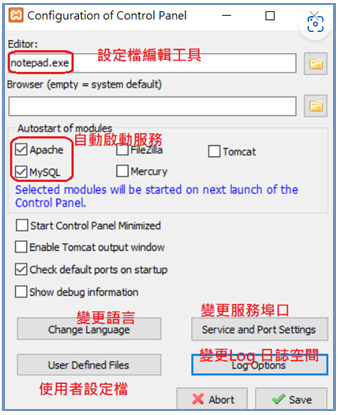 Configuration of Control Panel
Editor:
設定檔編輯工具
notepad.exe
Browser (empty = system default)
Autostart of modules
自動啟動服務
Apache
FileZilla
Tomcat
MySQL
Mercury
Selected modules will be started on next launch of the
Control Panel.
Start Control Panel Minimized
Enable Tomcat output window
Check default ports on startup
Show debug information
變更語言
變更服務埠口
Change Language
Service and Port Settings
變更Log 日誌空間
User Defined Files
Log Options
使用者設定檔
Abort
Save